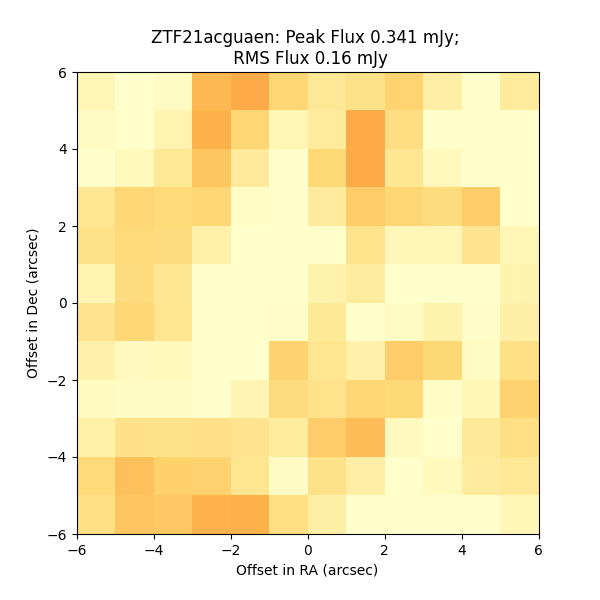 ZTF21acguaen: Peak Flux 0.341 mJy;
RMS Flux 0.16 mJy
6
4
2
0
−2
−4
−6
Offset in Dec (arcsec)
−6 −4 −2 0 2 4 6
Offset in RA (arcsec)